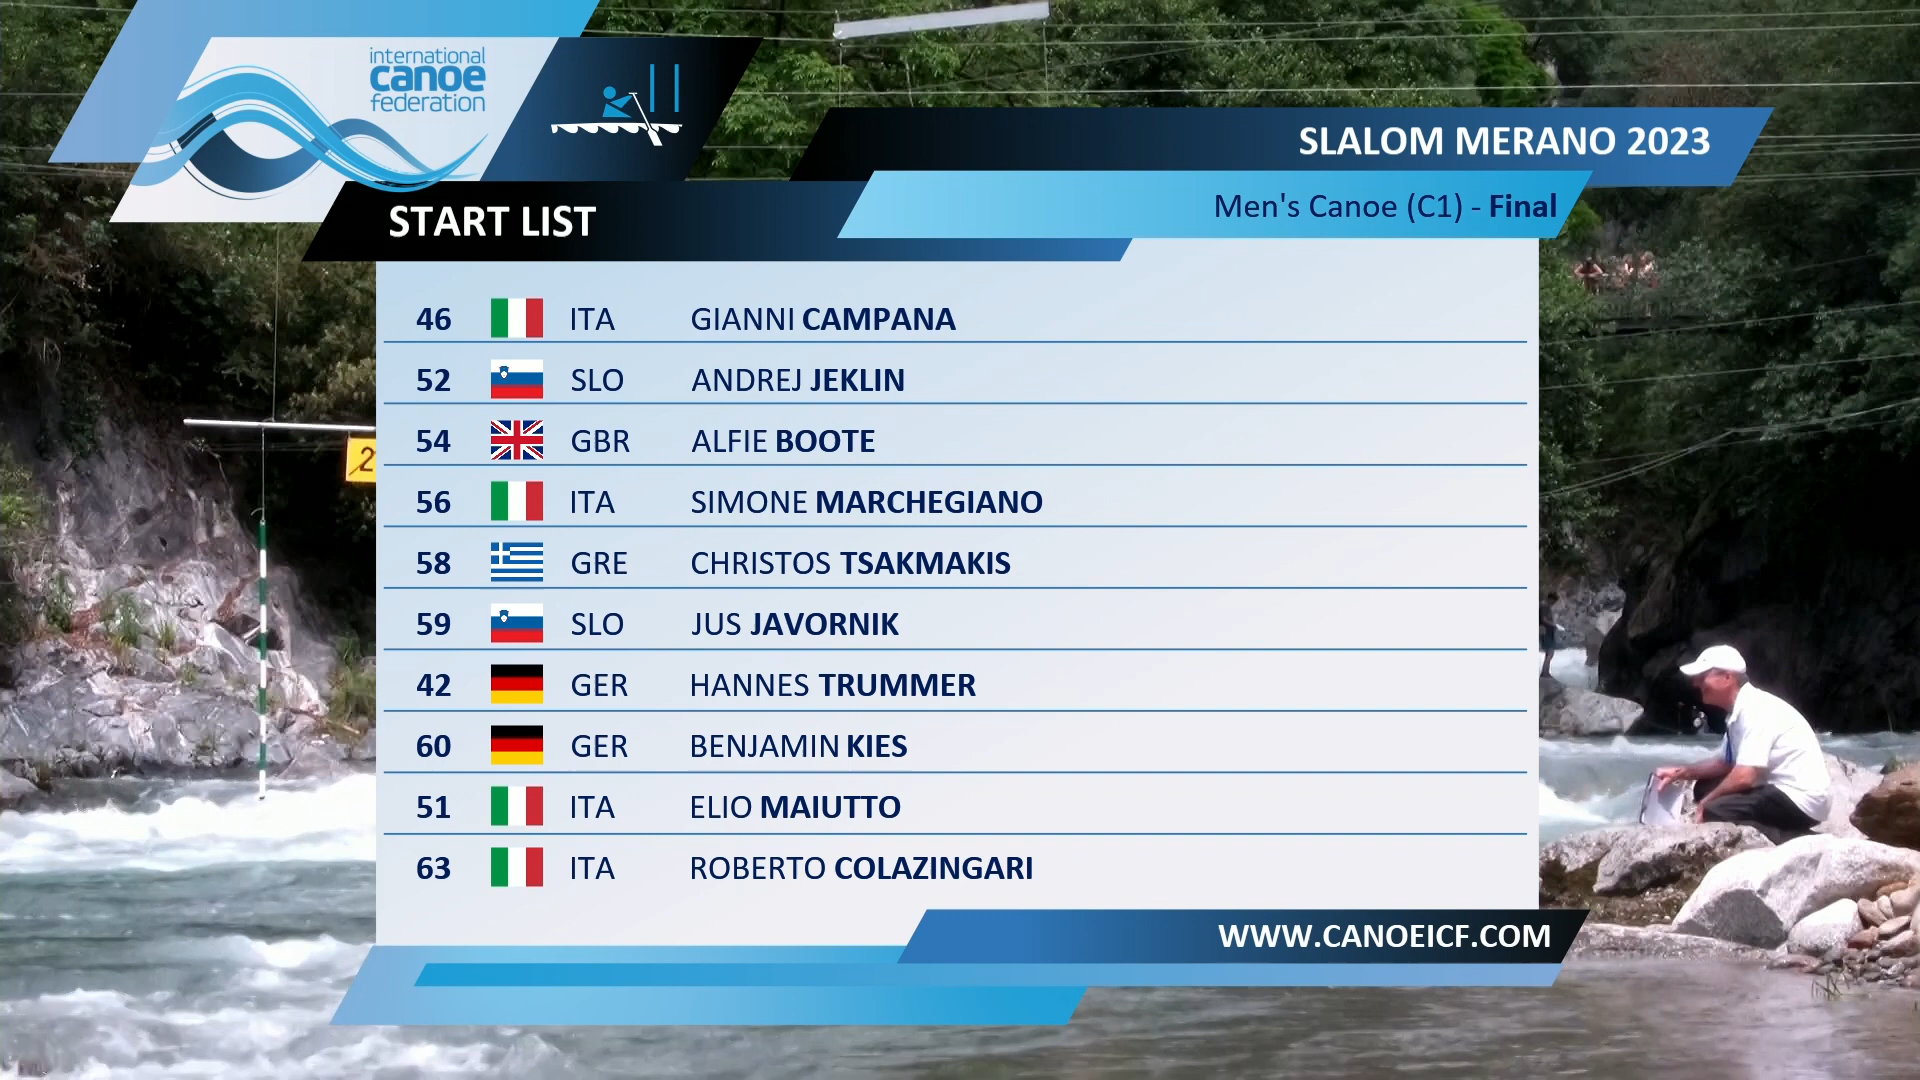 international
canoe
federation
SLALOM MERANO 2023
Men's Canoe (C1) - Final
START LIST
46 ITA GIANNI CAMPANA
52 SLO ANDREJ JEKLIN
54 GBR ALFIE BOOTE
56 ITA SIMONE MARCHEGIANO
58 GRE CHRISTOS TSAKMAKIS
59 SLO JUS JAVORNIK
42 GER HANNES TRUMMER
60 GER BENJAMIN KIES
51 ITA ELIO MAIUTTO
63 ITA ROBERTO COLAZINGARI
2
WWW.CANOEICF.COM